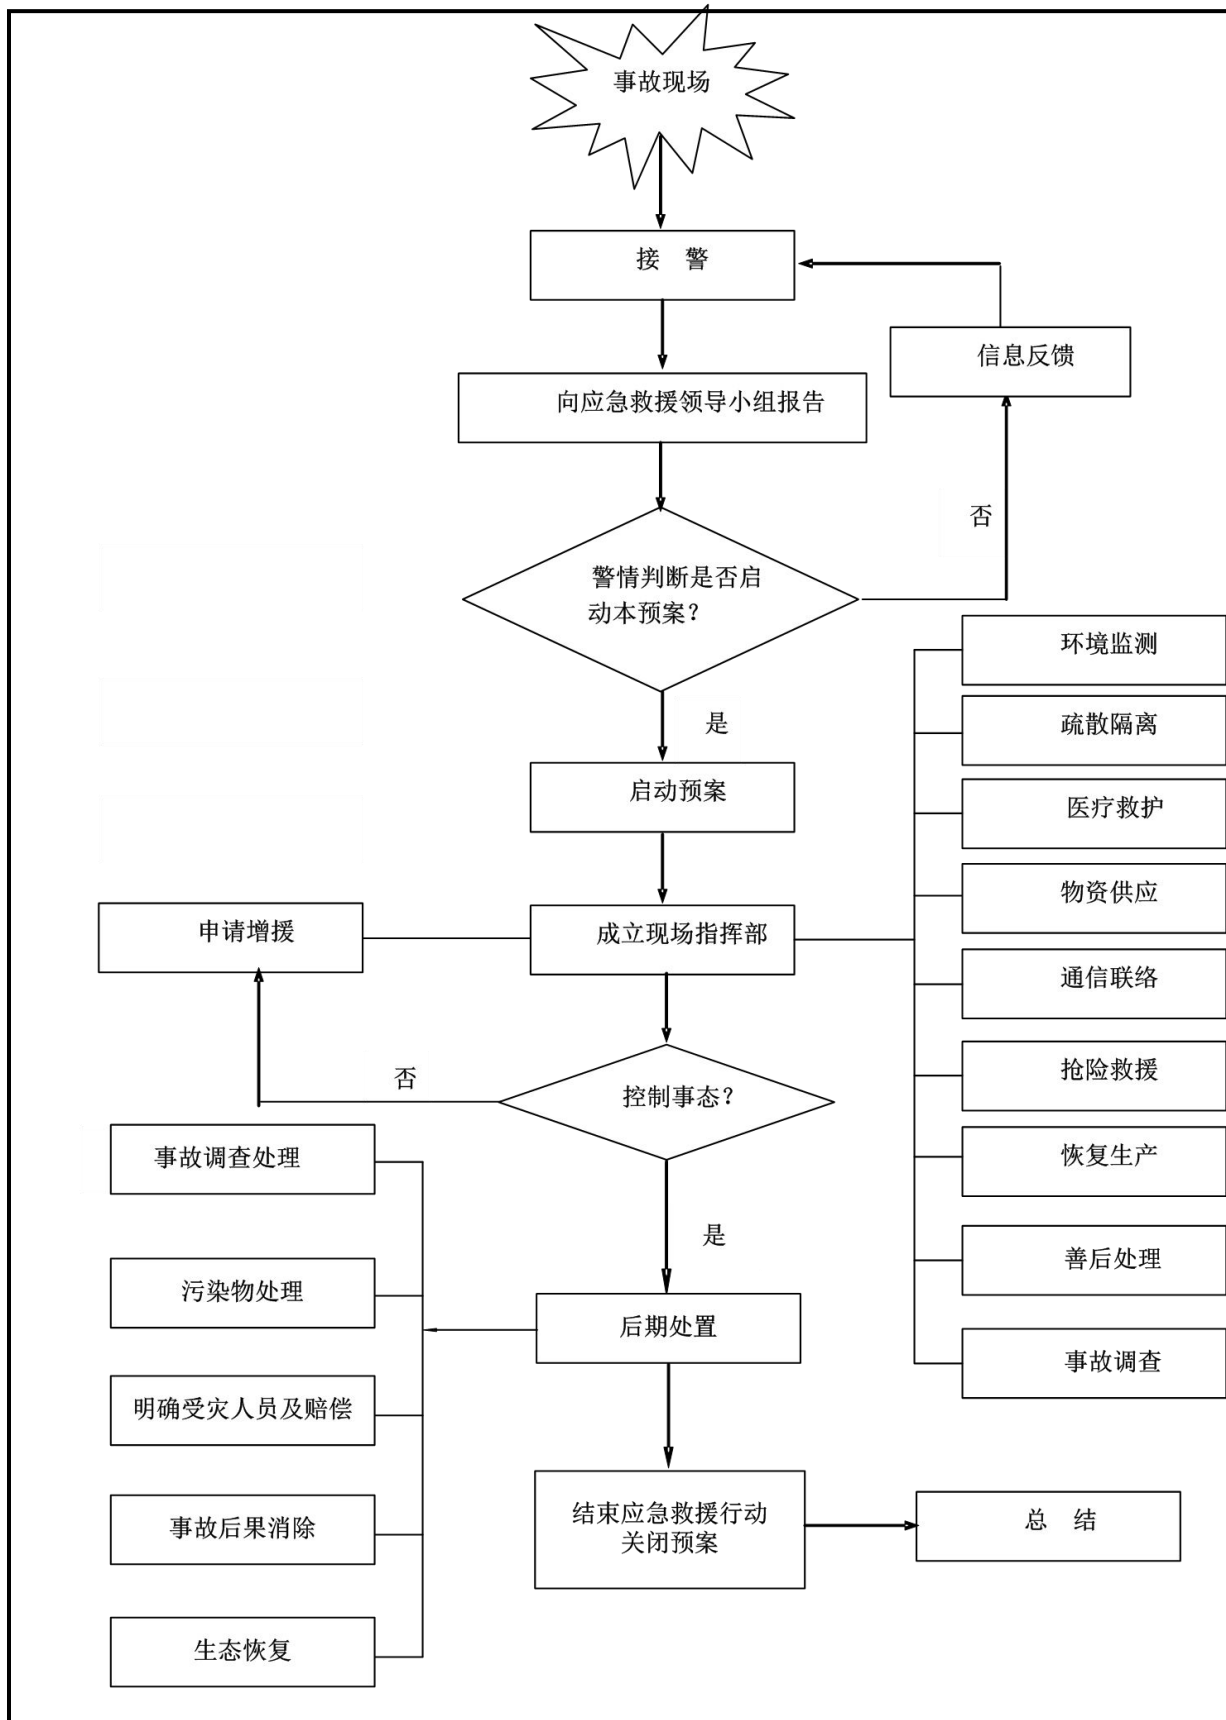 事故现场
接 警
信息反馈
向应急救援领导小组报告
否
警情判断是否启
动本预案？
环境监测
是
疏散隔离
启动预案
医疗救护
物资供应
申请增援
成立现场指挥部
通信联络
否
控制事态？
抢险救援
事故调查处理
恢复生产
是
善后处理
污染物处理
后期处置
事故调查
明确受灾人员及赔偿
事故后果消除
结束应急救援行动
关闭预案
总 结
生态恢复